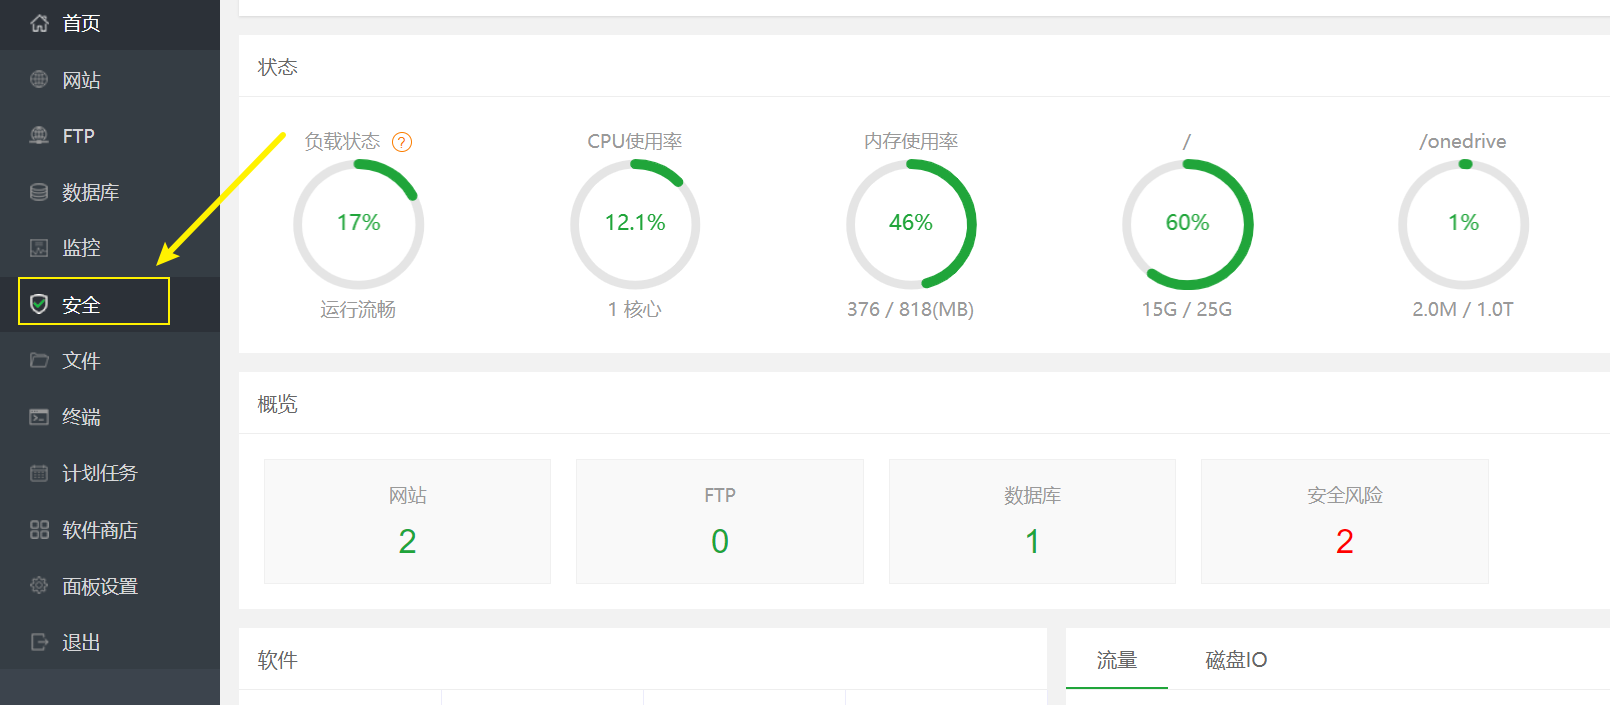 首页
网站
FTP
数据库
监控
安全
文件
终端
计划任务
软件商店
面板设置
退出
状态
负载状态 ?
17%
运行流畅
CPU使用率
12.1%
1 核心
内存使用率
46%
376 / 818(MB)
/
60%
15G / 25G
/onedrive
1%
2.0M / 1.0T
概览
网站
2
FTP
0
数据库
1
安全风险
2
软件
流量
磁盘IO